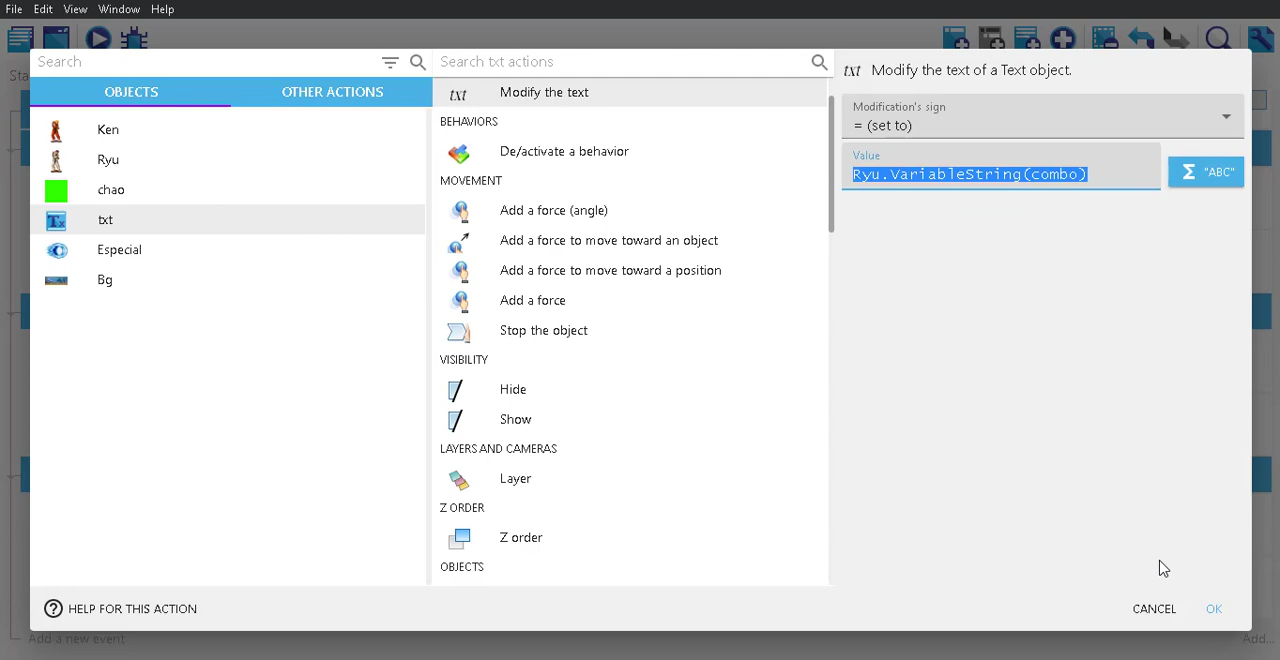 File Edit View Window Help
Sta
Search
Search txt actions
OBJECTS OTHER ACTIONS
Ken
Ryu
chao
Tx txt
Especial
Bg
txt Modify the text
BEHAVIORS
De/activate a behavior
MOVEMENT
Add a force (angle)
Add a force to move toward an object
Add a force to move toward a position
Add a force
Stop the object
VISIBILITY
Hide
Show
LAYERS AND CAMERAS
Layer
Z ORDER
Z order
OBJECTS
txt Modify the text of a Text object.
Modification's sign
= (set to)
Value
Ryu.VariableString(combo)
Σ "ABC"
? HELP FOR THIS ACTION
CANCEL OK
Add a new event
Add...